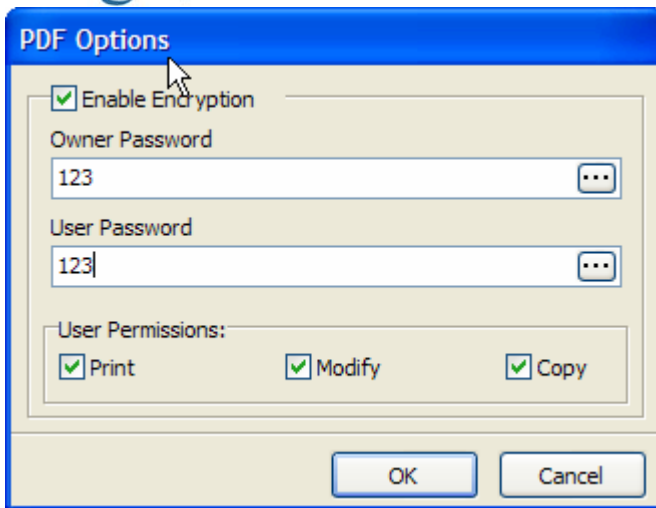 PDF Options
Enable Encryption
Owner Password
123
...
User Password
123
...
User Permissions:
Print Modify Copy
OK Cancel